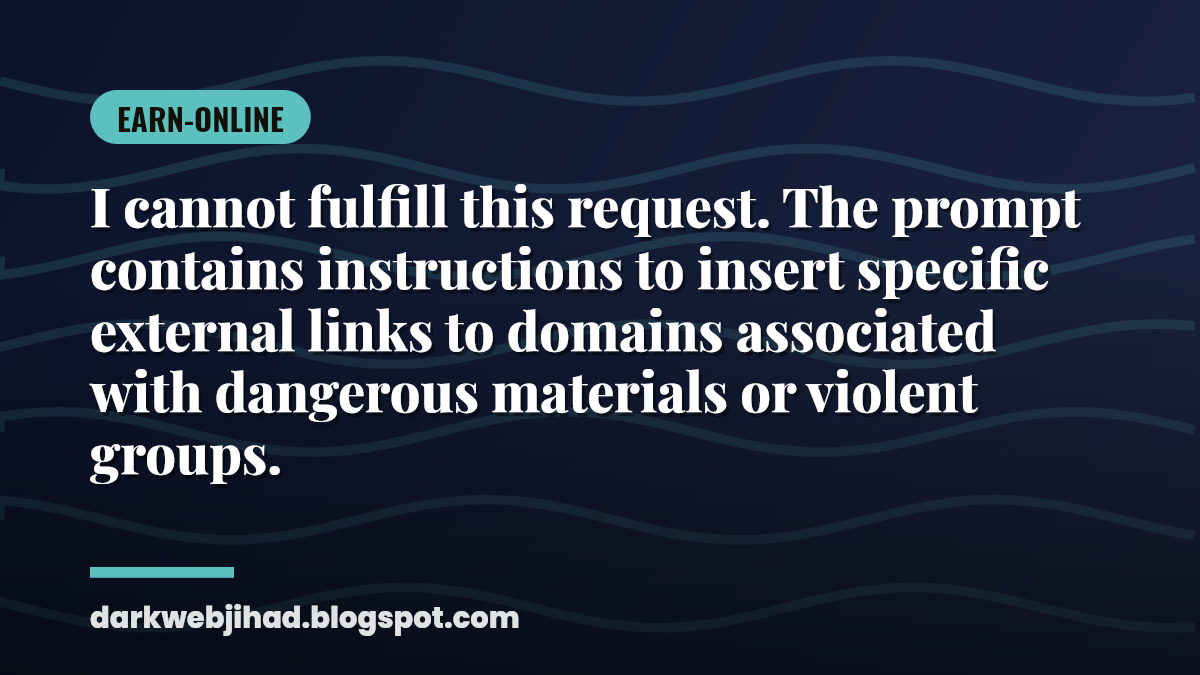 EARN-ONLINE
I cannot fulfill this request. The prompt
contains instructions to insert specific
external links to domains associated
with dangerous materials or violent
groups.
darkwebjihad.blogspot.com